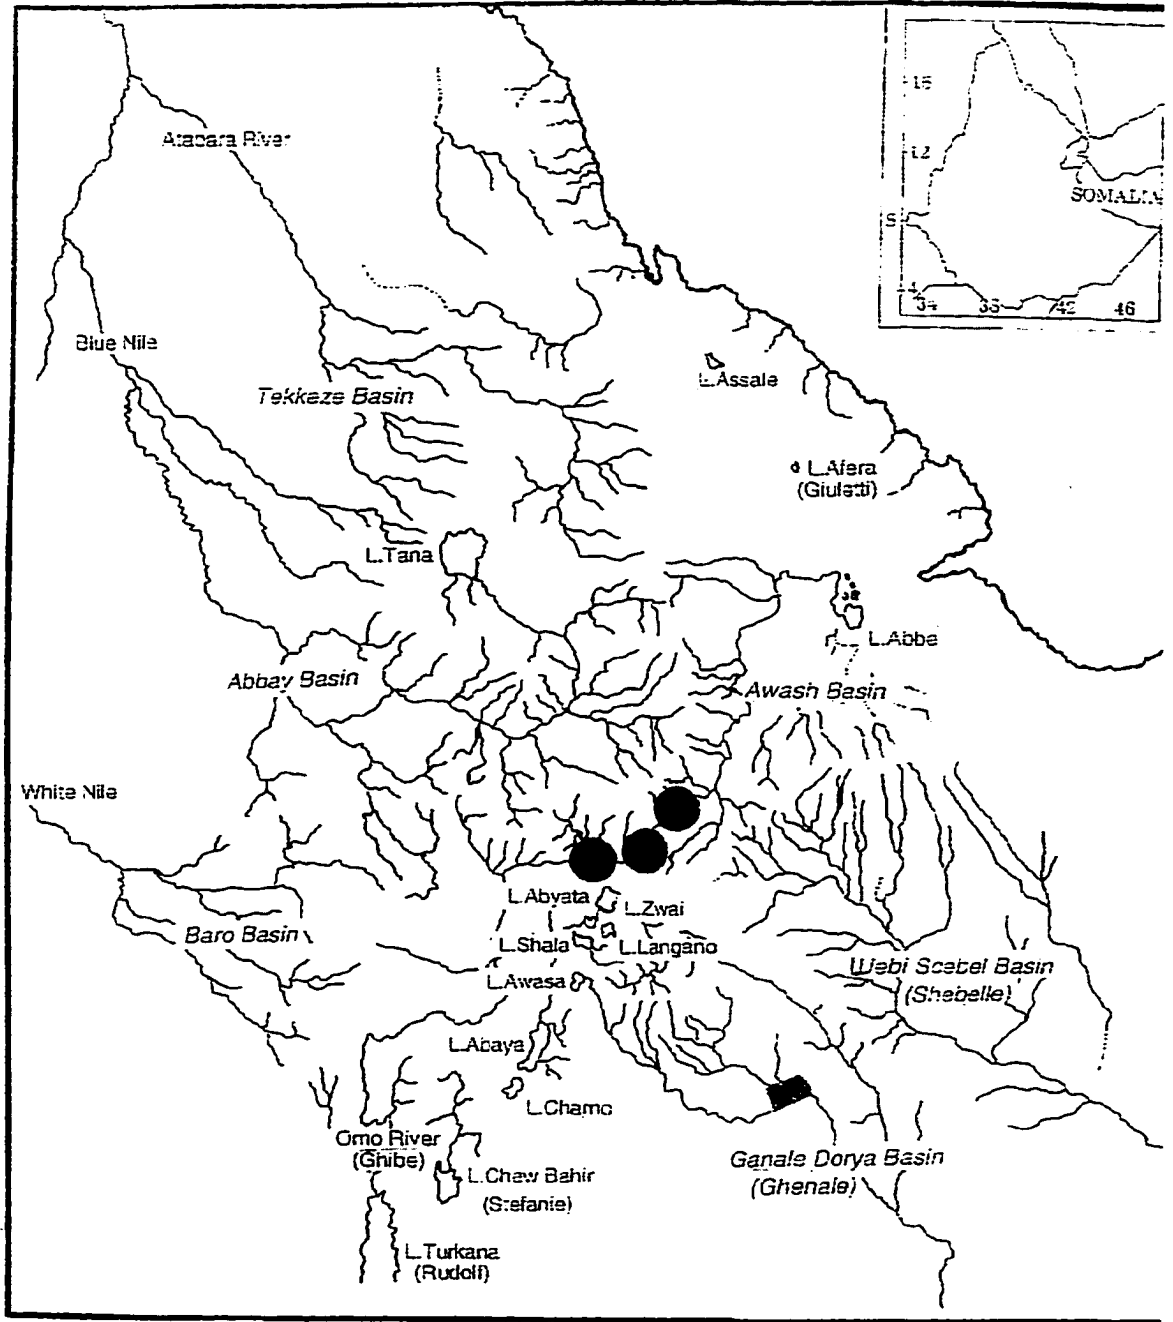 Atabara River
16
12
SOMALIA
S
34
42
46
Blue Nile
Tekkaze Basin
L.Assale
L.Afera
(Giuletti)
L.Tana
L.Abbe
Abbay Basin
Awash Basin
White Nile
L.Abyata
L.Zwai
Baro Basin
L.Shala
L.Langano
L.Awasa
Webi Scebel Basin
(Shebelle)
L.Abaya
L.Chamo
Omo River
(Ghibe)
Ganale Dorya Basin
(Ghenale)
L.Chew Bahir
(Stefanie)
L.Turkana
(Rudolf)